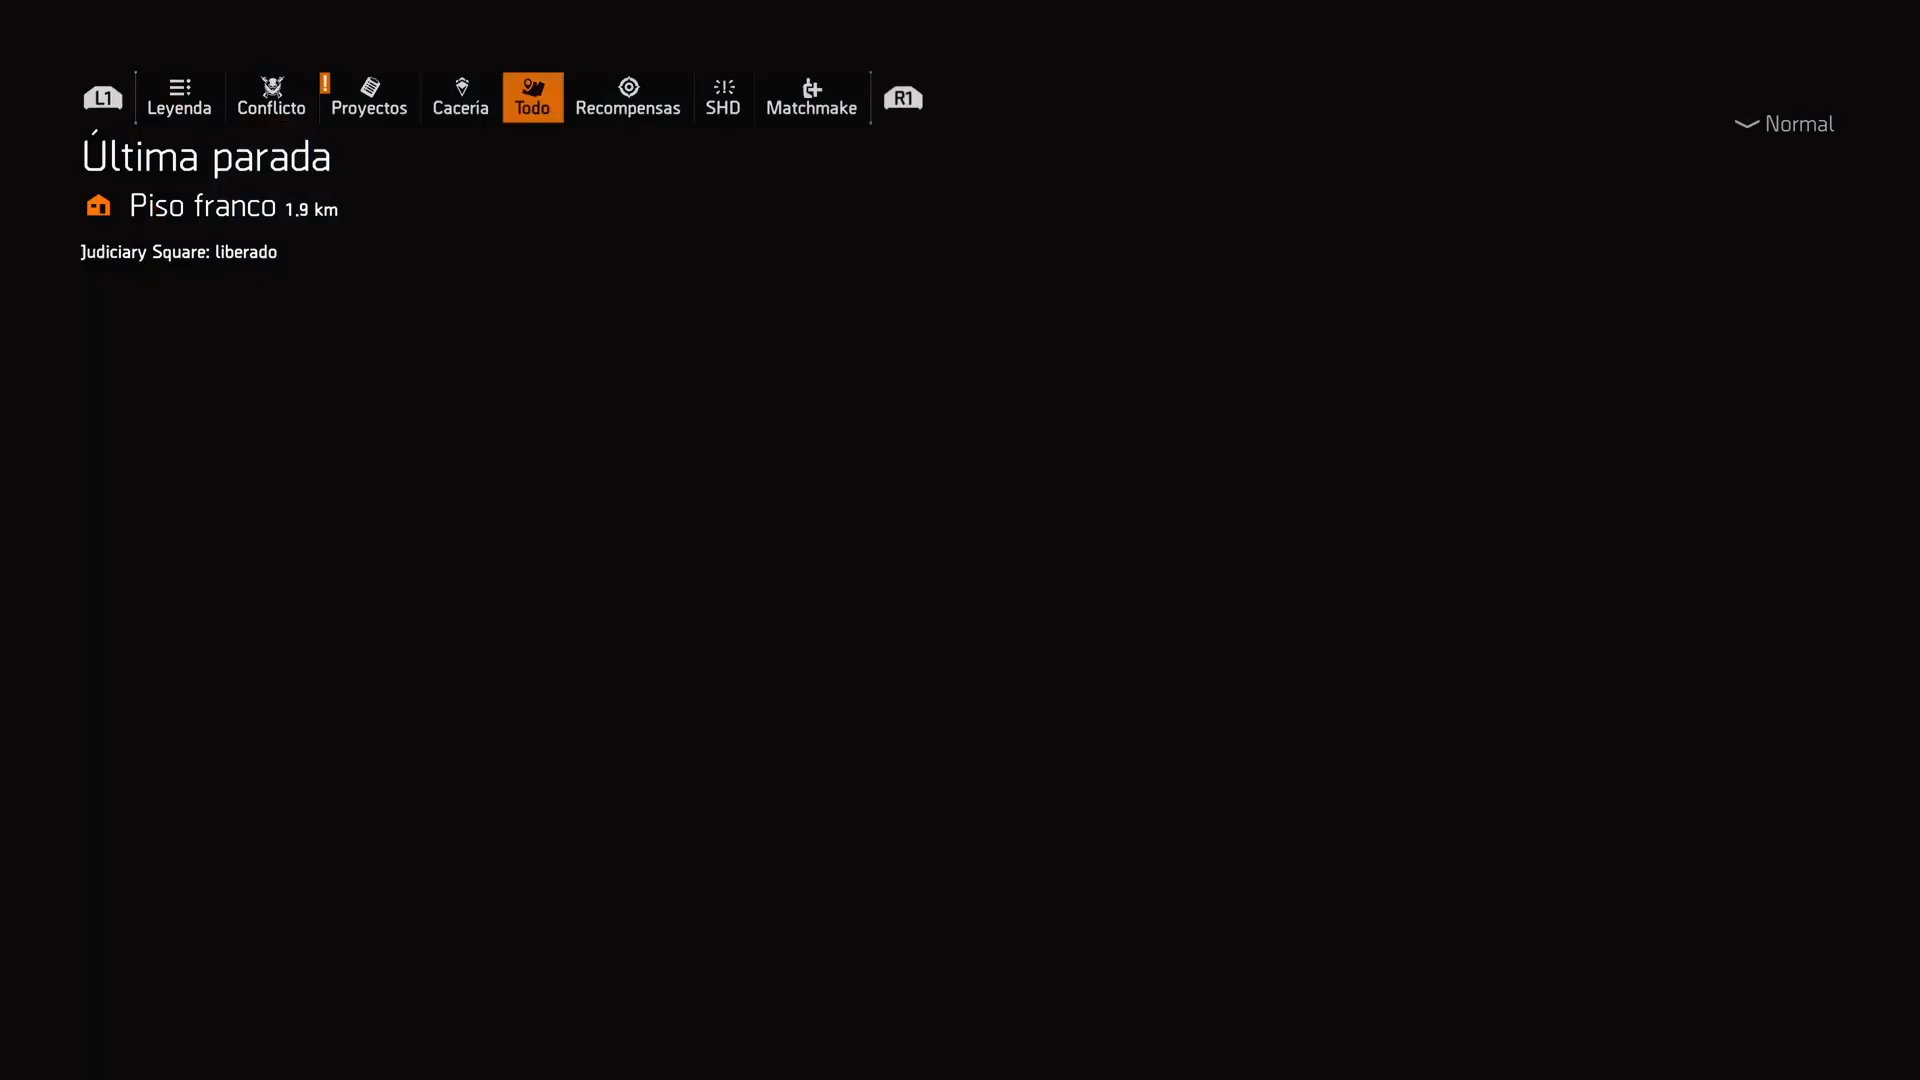 L1 Leyenda Conflicto ! Proyectos Cacería Todo Recompensas SHD Matchmake R1
Normal
Última parada
Piso franco 1.9 km
Judiciary Square: liberado